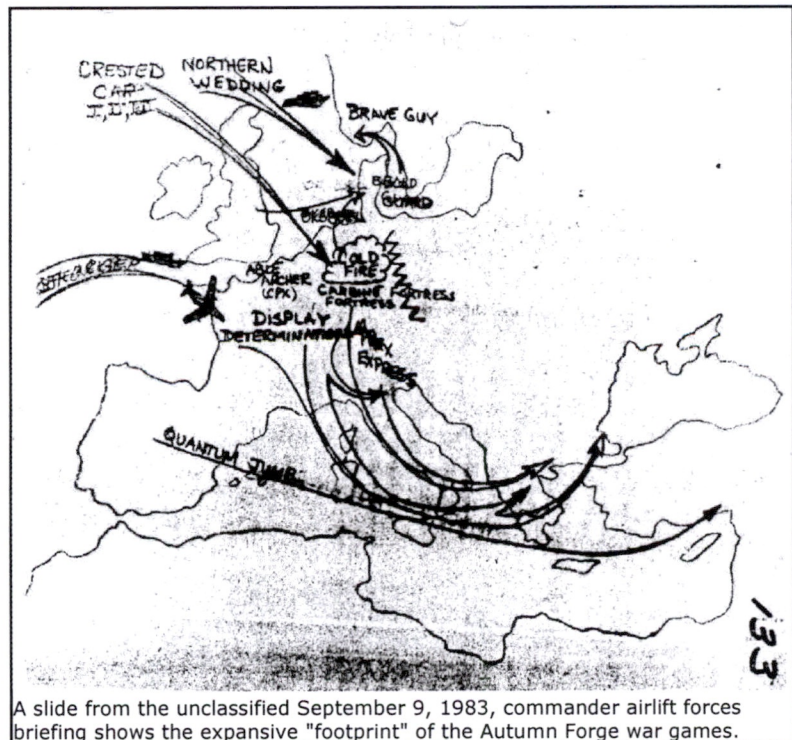 CRESTED
CAP
I, II, III
NORTHERN
WEDDING
BRAVE GUY
BOLD
GUARD
COLD
FIRE
CARBINE FORTRESS
FORTRESS
ABLE
ARCHER
(CPX)
DISPLAY
DETERMINATION
EXPRESS
QUANTUM
133
A slide from the unclassified September 9, 1983, commander airlift forces
briefing shows the expansive "footprint" of the Autumn Forge war games.